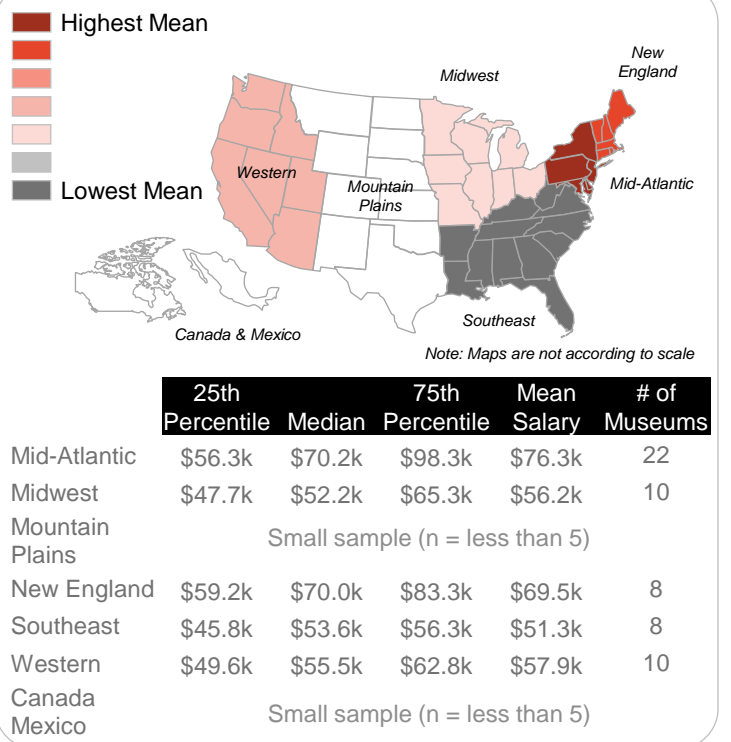 Highest Mean
New
England
Midwest
Western
Mountain
Plains
Mid-Atlantic
Lowest Mean
Southeast
Canada & Mexico
Note: Maps are not according to scale
25th 75th Mean # of
Percentile Median Percentile Salary Museums
Mid-Atlantic $56.3k $70.2k $98.3k $76.3k 22
Midwest $47.7k $52.2k $65.3k $56.2k 10
Mountain
Plains
Small sample (n = less than 5)
New England $59.2k $70.0k $83.3k $69.5k 8
Southeast $45.8k $53.6k $56.3k $51.3k 8
Western $49.6k $55.5k $62.8k $57.9k 10
Canada
Mexico
Small sample (n = less than 5)